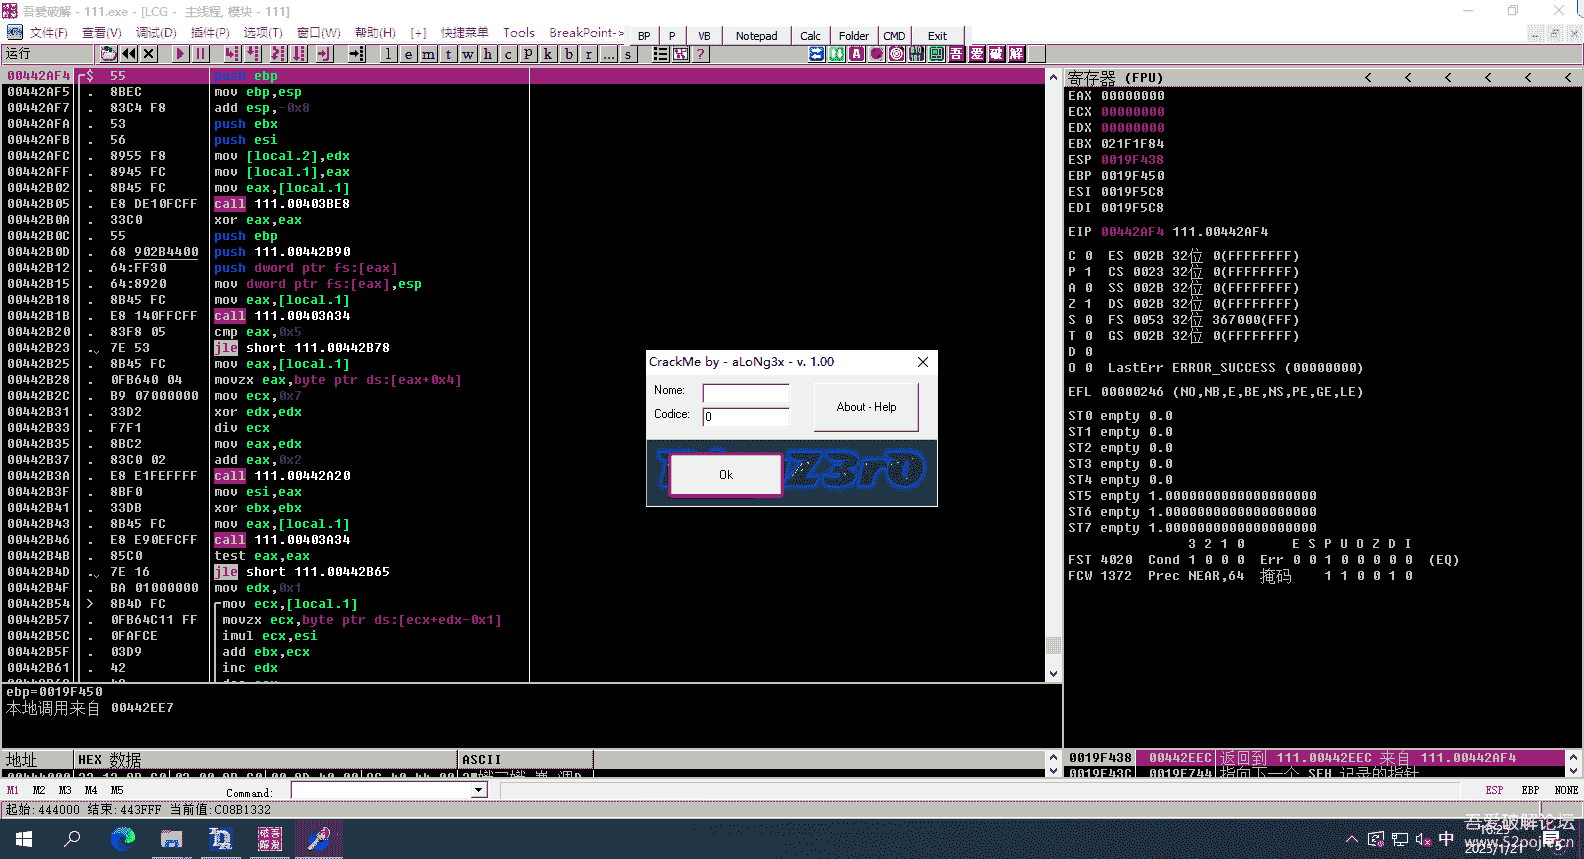 吾愛破解 - 111.exe - [LCG - 主线程, 模块 - 111]
文件(F) 查看(V) 调试(D) 插件(P) 选项(T) 窗口(W) 帮助(H) [+] 快捷菜单 Tools BreakPoint-> BP P VB Notepad Calc Folder CMD Exit
运行 l e m t w h c P k b r ... s ? 吾 爱 破 解
00442AF4 $ 55 push ebp
00442AF5 . 8BEC mov ebp,esp
00442AF7 . 83C4 F8 add esp,-0x8
00442AFA . 53 push ebx
00442AFB . 56 push esi
00442AFC . 8955 F8 mov [local.2],edx
00442AFF . 8945 FC mov [local.1],eax
00442B02 . 8B45 FC mov eax,[local.1]
00442B05 . E8 DE10FCFF call 111.00403BE8
00442B0A . 33C0 xor eax,eax
00442B0C . 55 push ebp
00442B0D . 68 902B4400 push 111.00442B90
00442B12 . 64:FF30 push dword ptr fs:[eax]
00442B15 . 64:8920 mov dword ptr fs:[eax],esp
00442B18 . 8B45 FC mov eax,[local.1]
00442B1B . E8 140FFCFF call 111.00403A34
00442B20 . 83F8 05 cmp eax,0x5
00442B23 . 7E 53 jle short 111.00442B78
00442B25 . 8B45 FC mov eax,[local.1]
00442B28 . 0FB640 04 movzx eax,byte ptr ds:[eax+0x4]
00442B2C . B9 07000000 mov ecx,0x7
00442B31 . 33D2 xor edx,edx
00442B33 . F7F1 div ecx
00442B35 . 8BC2 mov eax,edx
00442B37 . 83C0 02 add eax,0x2
00442B3A . E8 E1FEFFFF call 111.00442A20
00442B3F . 8BF0 mov esi,eax
00442B41 . 33DB xor ebx,ebx
00442B43 . 8B45 FC mov eax,[local.1]
00442B46 . E8 E90EFCFF call 111.00403A34
00442B4B . 85C0 test eax,eax
00442B4D . 7E 16 jle short 111.00442B65
00442B4F . BA 01000000 mov edx,0x1
00442B54 > 8B4D FC mov ecx,[local.1]
00442B57 . 0FB64C11 FF movzx ecx,byte ptr ds:[ecx+edx-0x1]
00442B5C . 0FAFCE imul ecx,esi
00442B5F . 03D9 add ebx,ecx
00442B61 . 42 inc edx
ebp=0019F450
本地调用来自 00442EE7
CrackMe by - aLoNg3x - v. 1.00
Nome:
Codice: 0
About - Help
Ok
Z3r0
寄存器 (FPU) < < < < < <
EAX 00000000
ECX 00000000
EDX 00000000
EBX 021F1F84
ESP 0019F438
EBP 0019F450
ESI 0019F5C8
EDI 0019F5C8
EIP 00442AF4 111.00442AF4
C 0 ES 002B 32位 0(FFFFFFFF)
P 1 CS 0023 32位 0(FFFFFFFF)
A 0 SS 002B 32位 0(FFFFFFFF)
Z 1 DS 002B 32位 0(FFFFFFFF)
S 0 FS 0053 32位 367000(FFF)
T 0 GS 002B 32位 0(FFFFFFFF)
D 0
O 0 LastErr ERROR_SUCCESS (00000000)
EFL 00000246 (NO,NB,E,BE,NS,PE,GE,LE)
ST0 empty 0.0
ST1 empty 0.0
ST2 empty 0.0
ST3 empty 0.0
ST4 empty 0.0
ST5 empty 1.0000000000000000000
ST6 empty 1.0000000000000000000
ST7 empty 1.0000000000000000000
3 2 1 0 E S P U O Z D I
FST 4020 Cond 1 0 0 0 Err 0 0 1 0 0 0 0 0 (EQ)
FCW 1372 Prec NEAR,64 掩码 1 1 0 0 1 0
地址 HEX 数据 ASCII
0019F438 00442EEC 返回到 111.00442EEC 来自 111.00442AF4
0019F43C 0019F744 指向下一个 SEH 记录的指针
M1 M2 M3 M4 M5 Command: ESP EBP NONE
起始:444000 结束:443FFF 当前值:C08B1332
中
2025/1/21
吾爱破解论坛
www.52pojie.cn